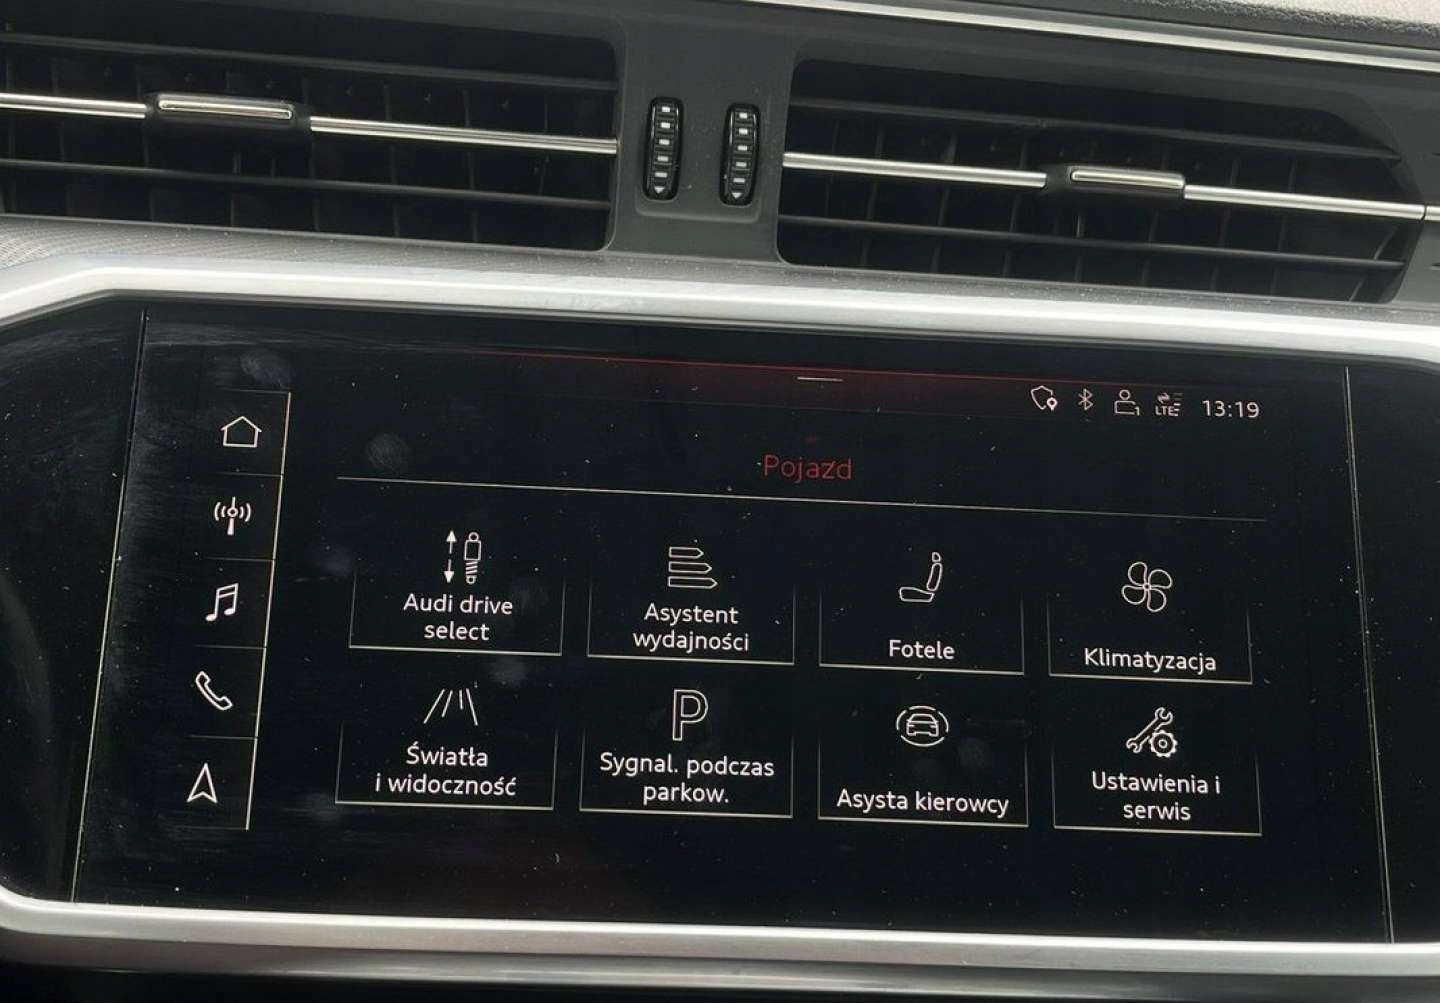 LTE 13:19
Pojazd
Audi drive
select
Asystent
wydajności
Fotele
Klimatyzacja
Światła
i widoczność
P
Sygnal. podczas
parkow.
Asysta kierowcy
Ustawienia i
serwis